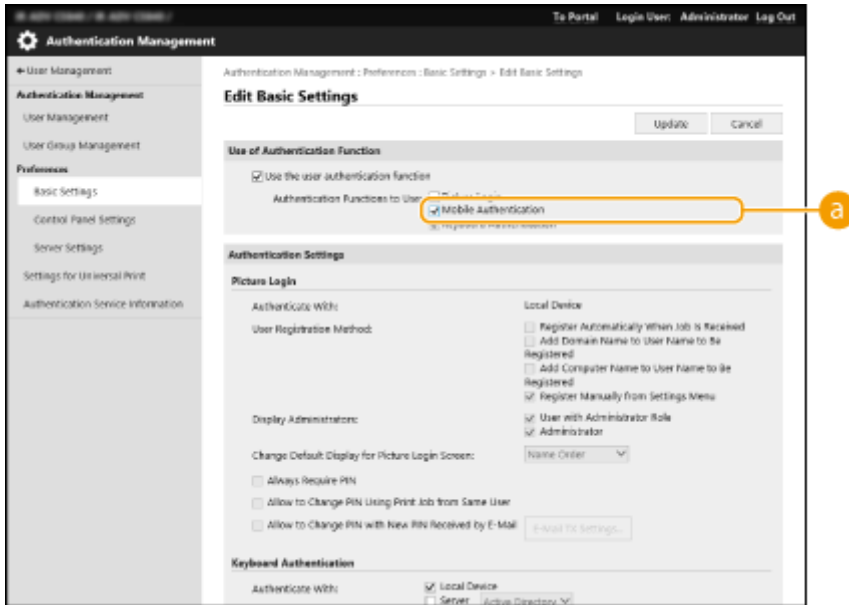 To Portal Login User: Administrator Log Out
Authentication Management
User Management
Authentication Management : Preferences : Basic Settings > Edit Basic Settings
Authentication Management
Edit Basic Settings
User Management
Update Cancel
User Group Management
Use of Authentication Function
Preferences
Use the user authentication function
Basic Settings
Authentication Functions to Use:
Picture Login
Mobile Authentication
a
Control Panel Settings
Keyboard Authentication
Server Settings
Authentication Settings
Settings for Universal Print
Picture Login
Authentication Service Information
Authenticate With: Local Device
User Registration Method:
Register Automatically When Job Is Received
Add Domain Name to User Name to Be
Registered
Add Computer Name to User Name to Be
Registered
Register Manually from Settings Menu
Display Administrators:
User with Administrator Role
Administrator
Change Default Display for Picture Login Screen: Name Order
Always Require PIN
Allow to Change PIN Using Print Job from Same User
Allow to Change PIN with New PIN Received by E-Mail E-Mail TX Settings...
Keyboard Authentication
Authenticate With: Local Device
Server Active Directory